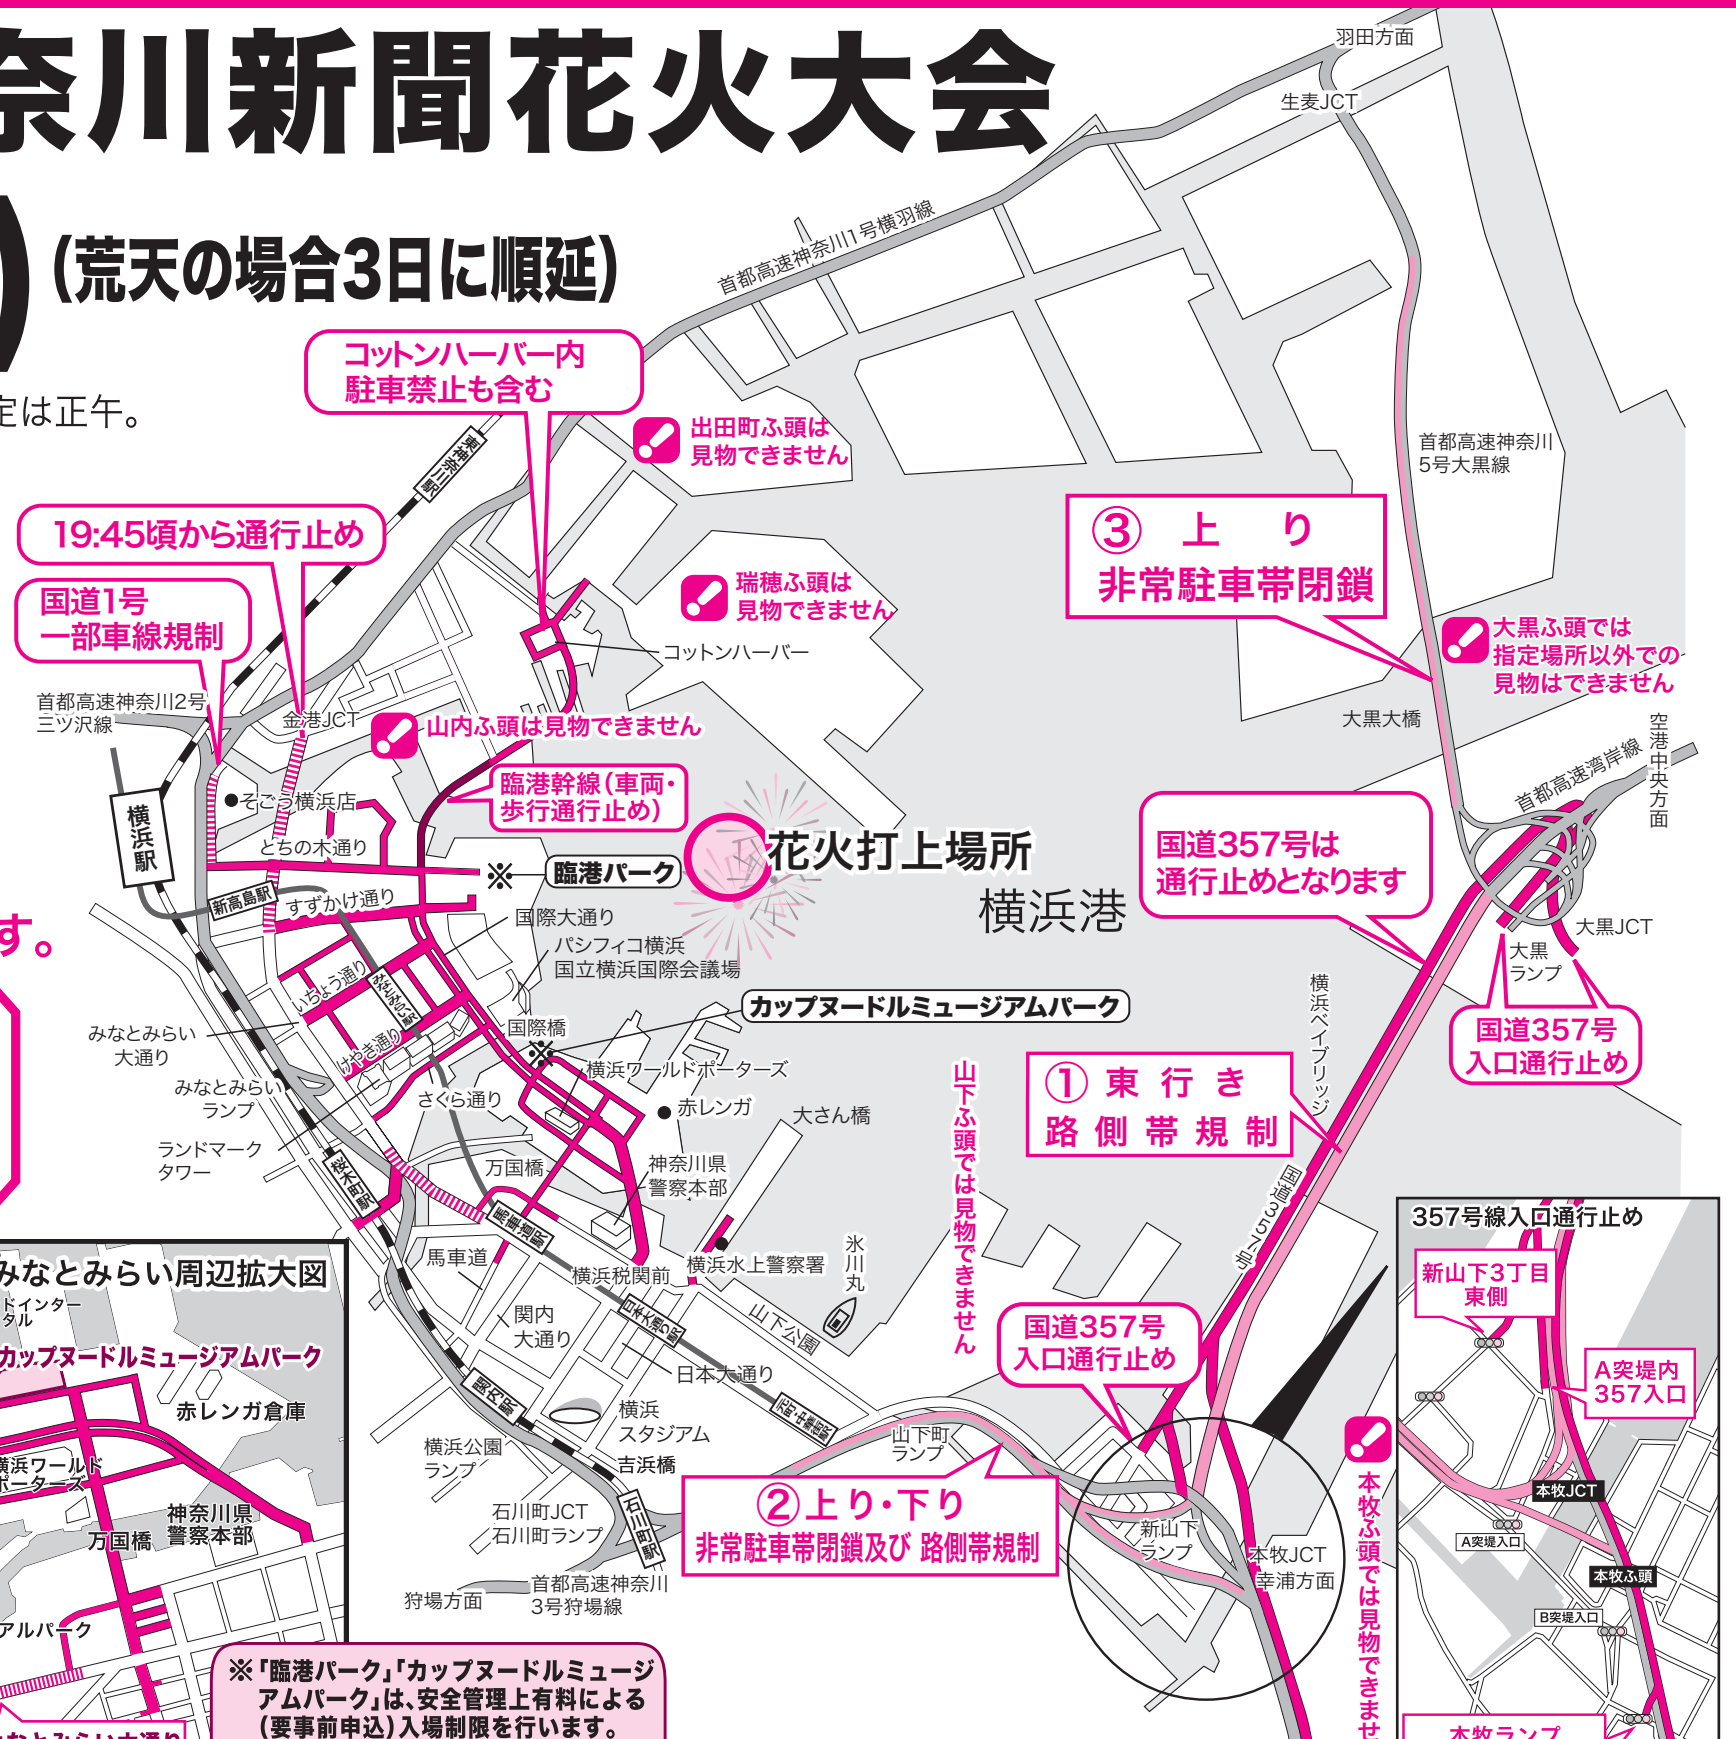 奈川新聞花火大会
(荒天の場合3日に順延)
定は正午。
コットンハーバー内
駐車禁止も含む
出田町ふ頭は
見物できません
19:45頃から通行止め
国道1号
一部車線規制
瑞穂ふ頭は
見物できません
コットンハーバー
羽田方面
生麦JCT
首都高速神奈川1号横羽線
東神奈川駅
首都高速神奈川
5号大黒線
③ 上 り
非常駐車帯閉鎖
大黒ふ頭では
指定場所以外での
見物はできません
大黒大橋
空港中央方面
首都高速湾岸線
首都高速神奈川2号
三ツ沢線
金港JCT
山内ふ頭は見物できません
臨港幹線(車両・
歩行通行止め)
そごう横浜店
横浜駅
とちの木通り
新高島駅
すずかけ通り
※
臨港パーク
花火打上場所
横浜港
国道357号は
通行止めとなります
大黒JCT
大黒
ランプ
国道357号
入口通行止め
す。
国際大通り
パシフィコ横浜
国立横浜国際会議場
いちょう通り
みなとみらい駅
けやき通り
カップヌードルミュージアムパーク
国際橋
※
横浜ワールドポーターズ
みなとみらい
大通り
みなとみらい
ランプ
ランドマーク
タワー
さくら通り
赤レンガ
大さん橋
万国橋
神奈川県
警察本部
桜木町駅
馬車道駅
馬車道
横浜税関前
横浜水上警察署
氷川丸
山下ふ頭では見物できません
① 東 行 き
路 側 帯 規 制
横浜ベイブリッジ
国道357号
国道357号
入口通行止め
関内
大通り
日本大通り駅
山下公園
日本大通り
関内駅
横浜
スタジアム
元町・中華街駅
横浜公園
ランプ
吉浜橋
山下町
ランプ
石川町JCT
石川町ランプ
石川町駅
②上り・下り
非常駐車帯閉鎖及び 路側帯規制
狩場方面
首都高速神奈川
3号狩場線
新山下
ランプ
本牧JCT
幸浦方面
本牧ふ頭では見物できませ
357号線入口通行止め
新山下3丁目
東側
A突堤内
357入口
本牧JCT
A突堤入口
本牧ふ頭
B突堤入口
本牧ランプ
みなとみらい周辺拡大図
ドインター
タル
カップヌードルミュージアムパーク
赤レンガ倉庫
横浜ワールド
ポーターズ
神奈川県
警察本部
万国橋
アルパーク
なとみらい大通り
※「臨港パーク」「カップヌードルミュージ
アムパーク」は、安全管理上有料による
(要事前申込)入場制限を行います。